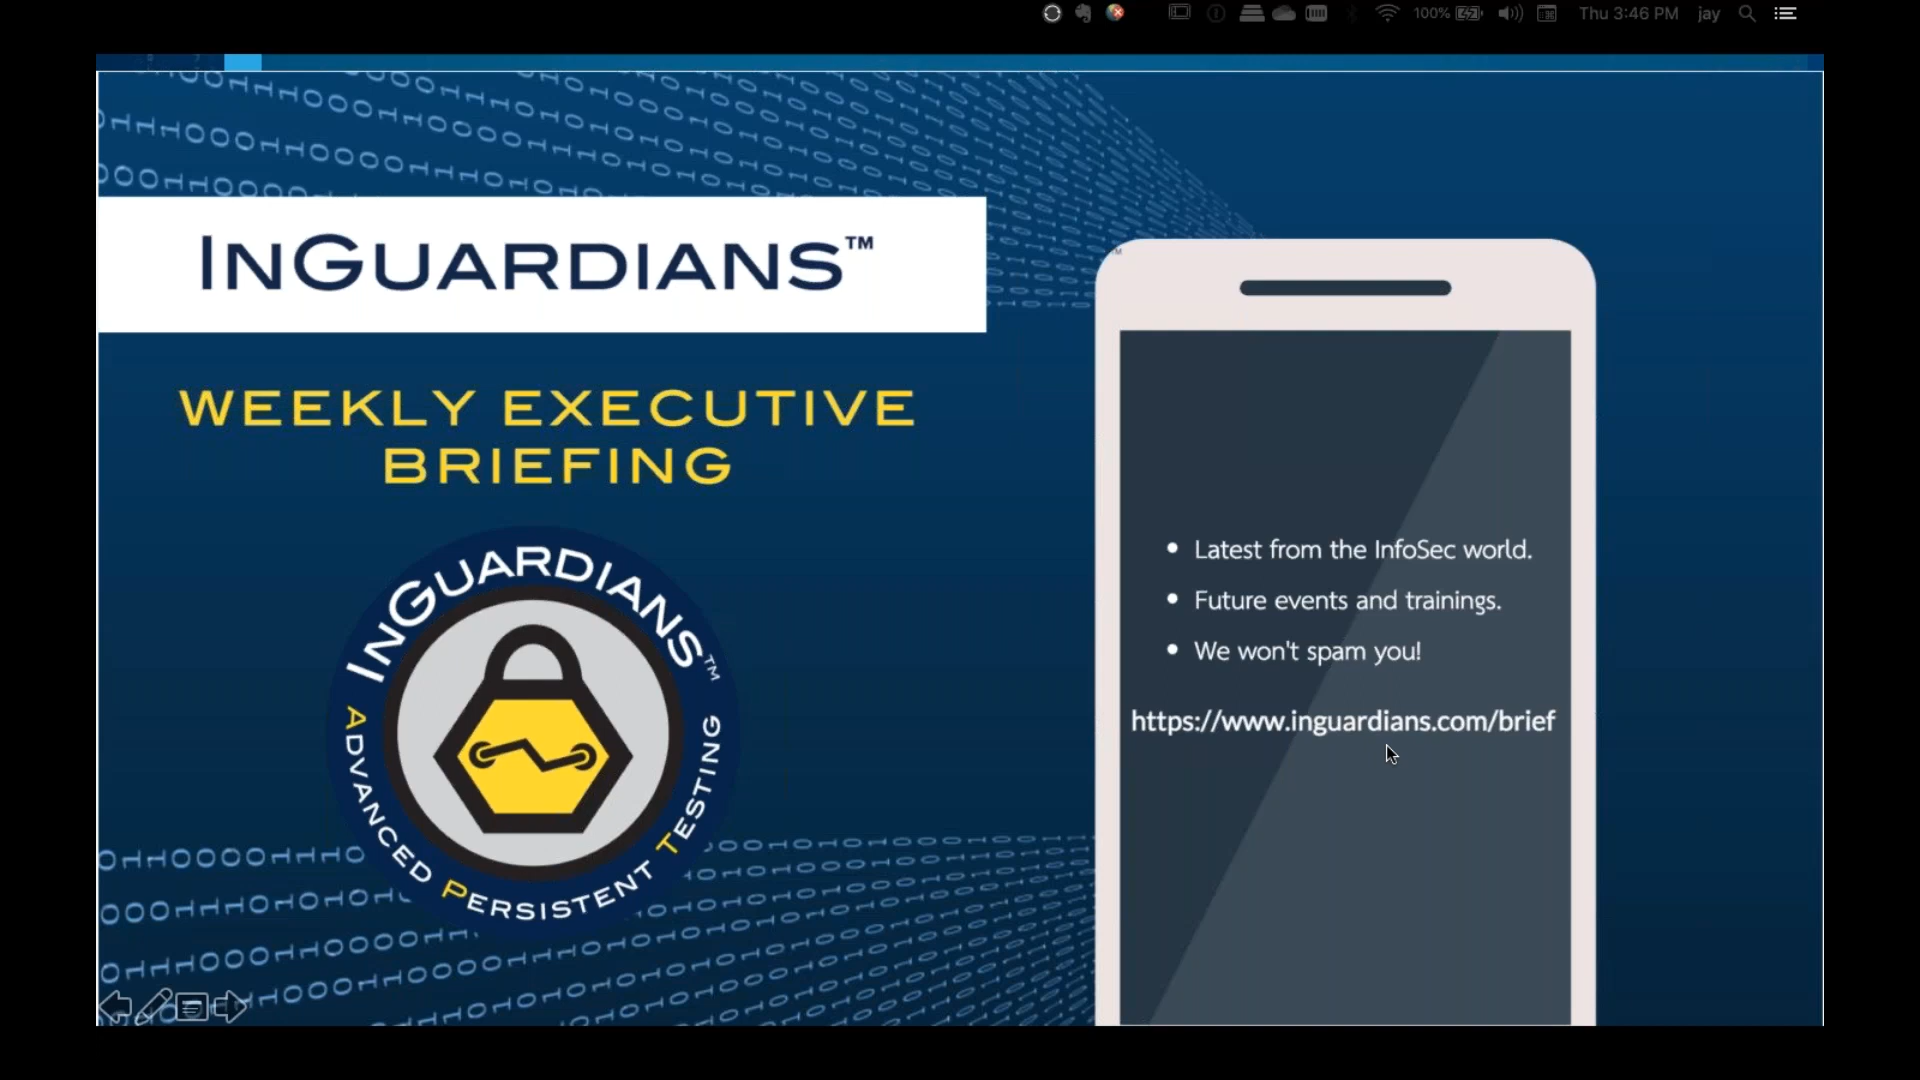 100%
Thu 3:46 PM
jay
INGUARDIANS™
WEEKLY EXECUTIVE
BRIEFING
INGUARDIANS™
ADVANCED PERSISTENT TESTING
• Latest from the InfoSec world.
• Future events and trainings.
• We won't spam you!
https://www.inguardians.com/brief